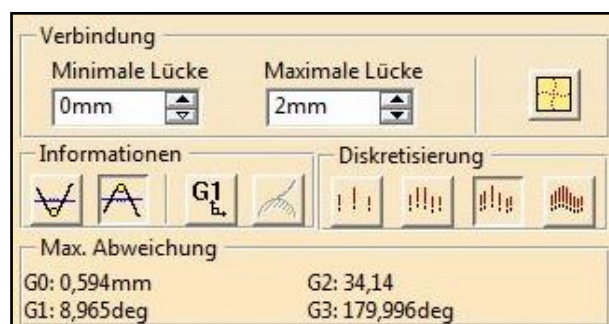 Verbindung
Minimale Lücke Maximale Lücke
0mm 2mm
Informationen Diskretisierung
G1
Max. Abweichung
G0: 0,594mm G2: 34,14
G1: 8,965deg G3: 179,996deg